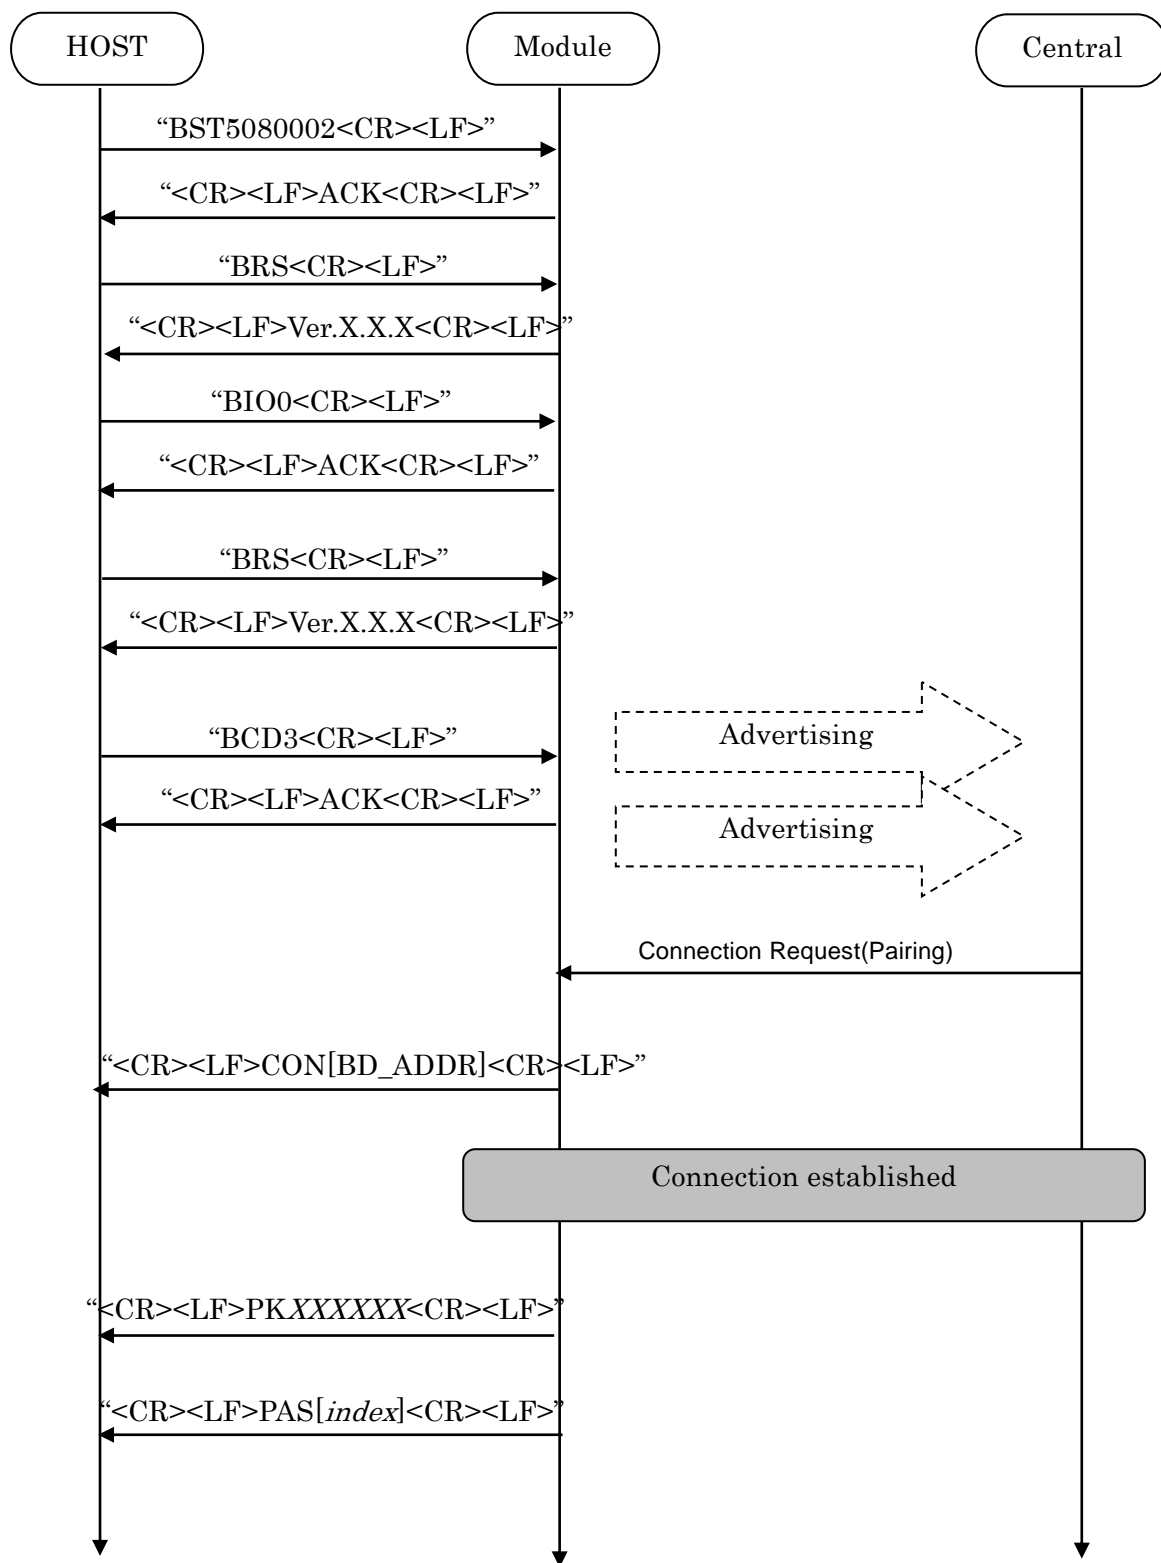 HOST
Module
Central
“BST5080002<CR><LF>”
“<CR><LF>ACK<CR><LF>”
“BRS<CR><LF>”
“<CR><LF>Ver.X.X.X<CR><LF>”
“BIO0<CR><LF>”
“<CR><LF>ACK<CR><LF>”
“BRS<CR><LF>”
“<CR><LF>Ver.X.X.X<CR><LF>”
“BCD3<CR><LF>”
Advertising
“<CR><LF>ACK<CR><LF>”
Advertising
Connection Request(Pairing)
“<CR><LF>CON[BD_ADDR]<CR><LF>”
Connection established
“<CR><LF>PKXXXXXX<CR><LF>”
“<CR><LF>PAS[index]<CR><LF>”